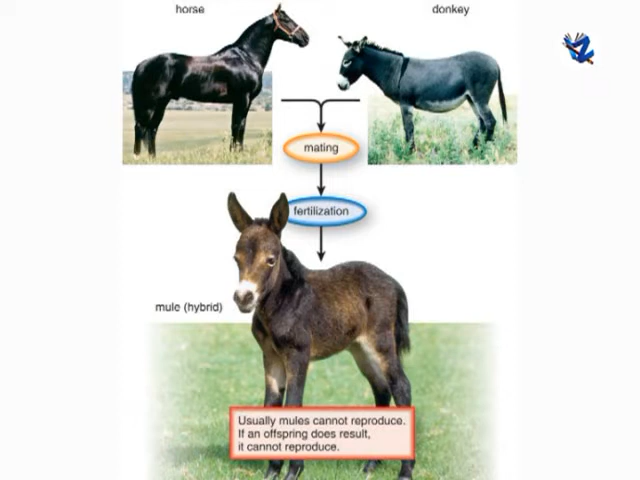 horse
donkey
mating
fertilization
mule (hybrid)
Usually mules cannot reproduce.
If an offspring does result,
it cannot reproduce.